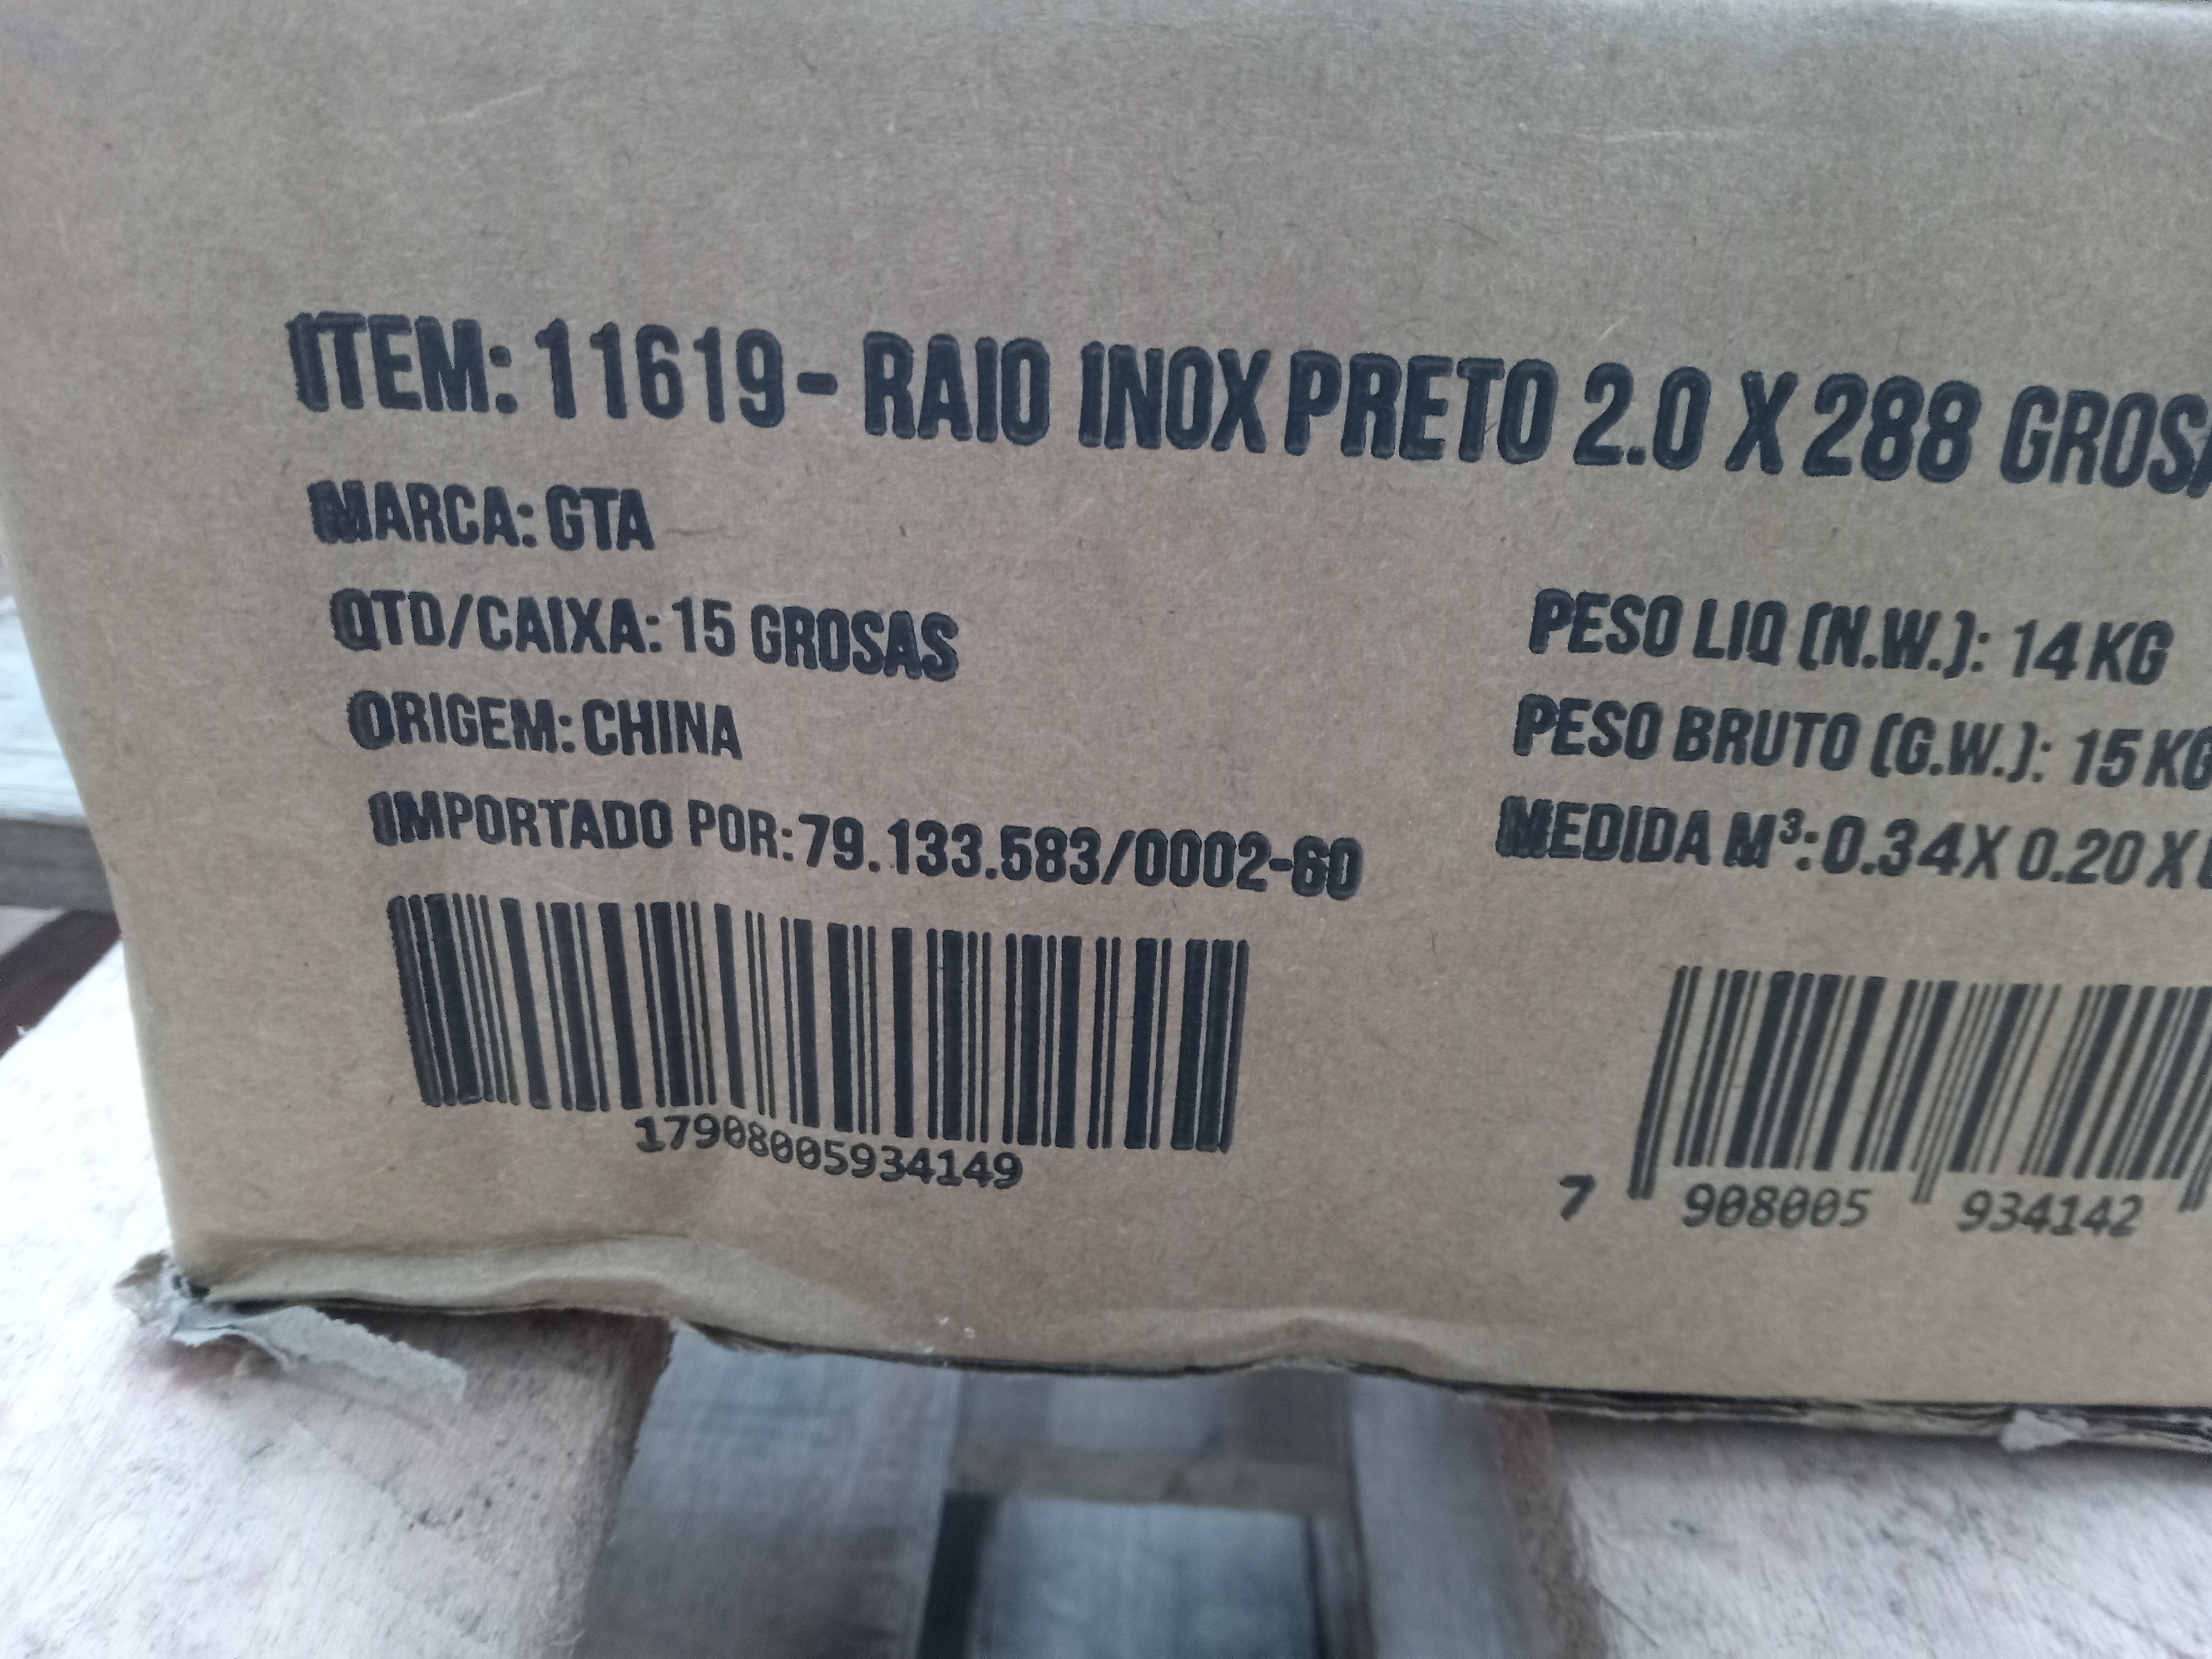 ITEM: 11619- RAIO INOX PRETO 2.0 X 288
MARCA: GTA
QTD/CAIXA: 15 GROSAS
ORIGEM: CHINA
IMPORTADO POR: 79.133.583/0002-60
PESO LIQ (N.W.): 14 KG
PESO BRUTO (G.W.): 15 KG
MEDIDA M³: 0.34 X 0.20 X
17908005934149
7 908005 934142